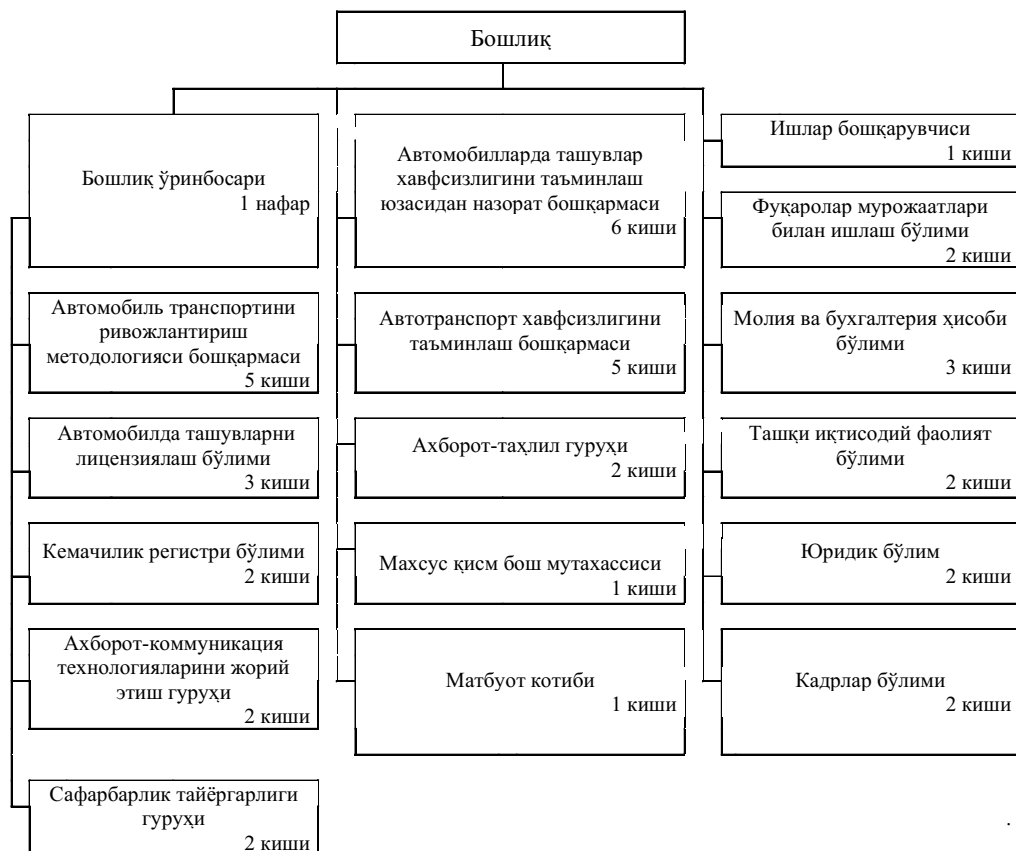 Бошлиқ
Бошлиқ ўринбосари
1 нафар
Автомобиль транспортини
ривожлантириш
методологияси бошқармаси
5 киши
Автомобилда ташувларни
лицензиялаш бўлими
3 киши
Кемачилик регистри бўлими
2 киши
Ахборот-коммуникация
технологияларини жорий
этиш гуруҳи
2 киши
Сафарбарлик тайёргарлиги
гуруҳи
2 киши
Автомобилларда ташувлар
хавфсизлигини таъминлаш
юзасидан назорат бошқармаси
6 киши
Автотранспорт хавфсизлигини
таъминлаш бошқармаси
5 киши
Ахборот-таҳлил гуруҳи
2 киши
Махсус қисм бош мутахассиси
1 киши
Матбуот котиби
1 киши
Ишлар бошқарувчиси
1 киши
Фуқаролар мурожаатлари
билан ишлаш бўлими
2 киши
Молия ва бухгалтерия ҳисоби
бўлими
3 киши
Ташқи иқтисодий фаолият
бўлими
2 киши
Юридик бўлим
2 киши
Кадрлар бўлими
2 киши
.